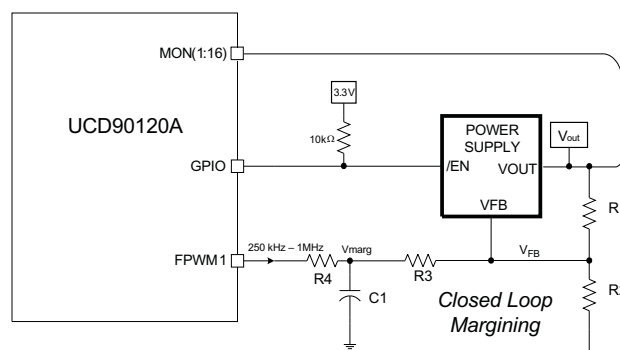 MON(1:16)
3.3V
UCD90120A
10kΩ
POWER
SUPPLY
Vout
GPIO
/EN
VOUT
VFB
R
250 kHz – 1MHz
Vmarg
VFB
FPWM1
R4
R3
C1
Closed Loop
Margining